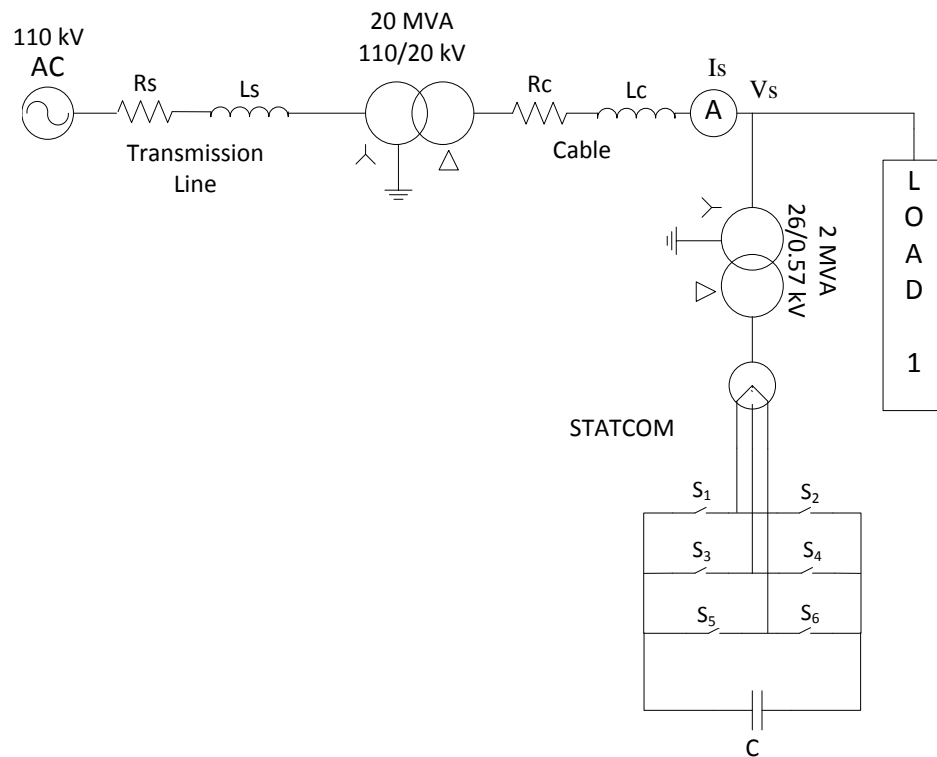 110 kV
AC
Rs
Ls
Transmission
Line
20 MVA
110/20 kV
Rc
Lc
Cable
Is
A
Vs
L
O
A
D
1
2 MVA
26/0.57 kV
STATCOM
S1
S2
S3
S4
S5
S6
C